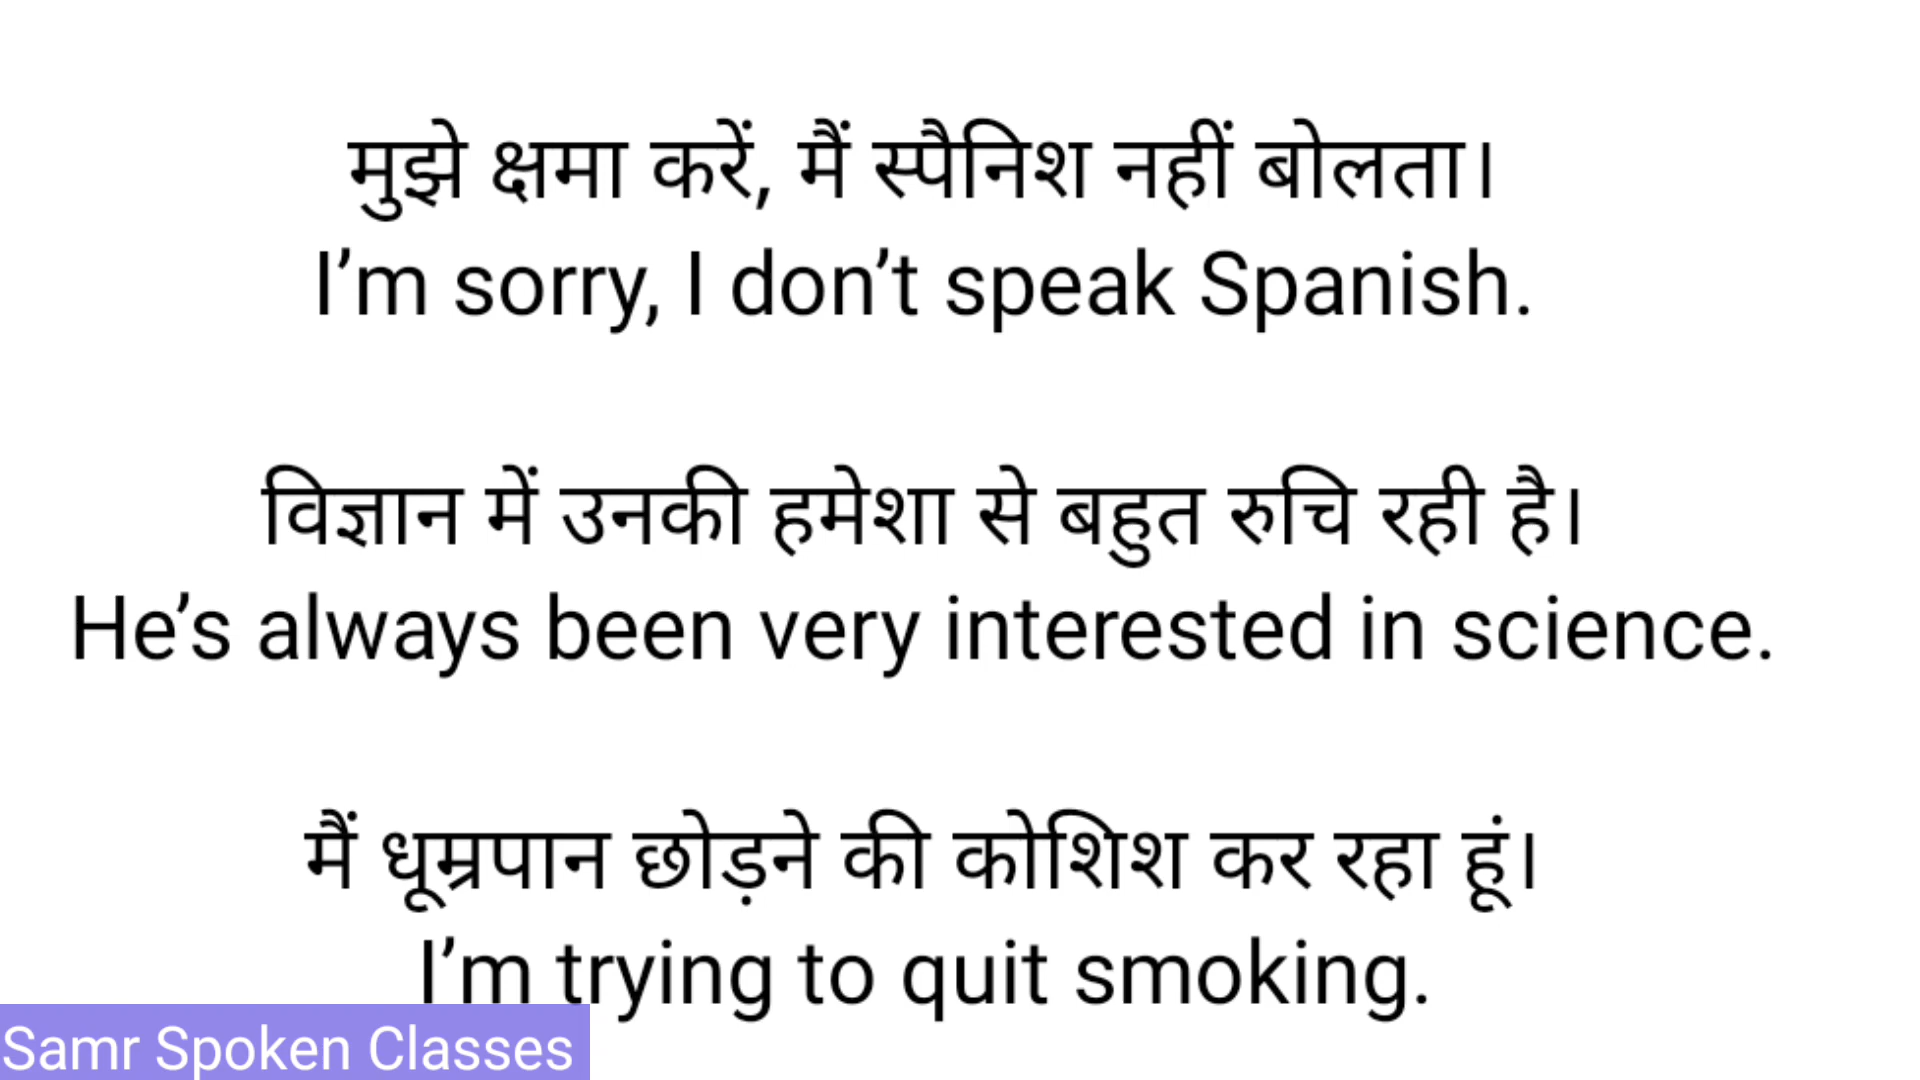 मुझे क्षमा करें, मैं स्पैनिश नहीं बोलता।
I’m sorry, I don’t speak Spanish.
विज्ञान में उनकी हमेशा से बहुत रुचि रही है।
He’s always been very interested in science.
मैं धूम्रपान छोड़ने की कोशिश कर रहा हूं।
I’m trying to quit smoking.
Samr Spoken Classes